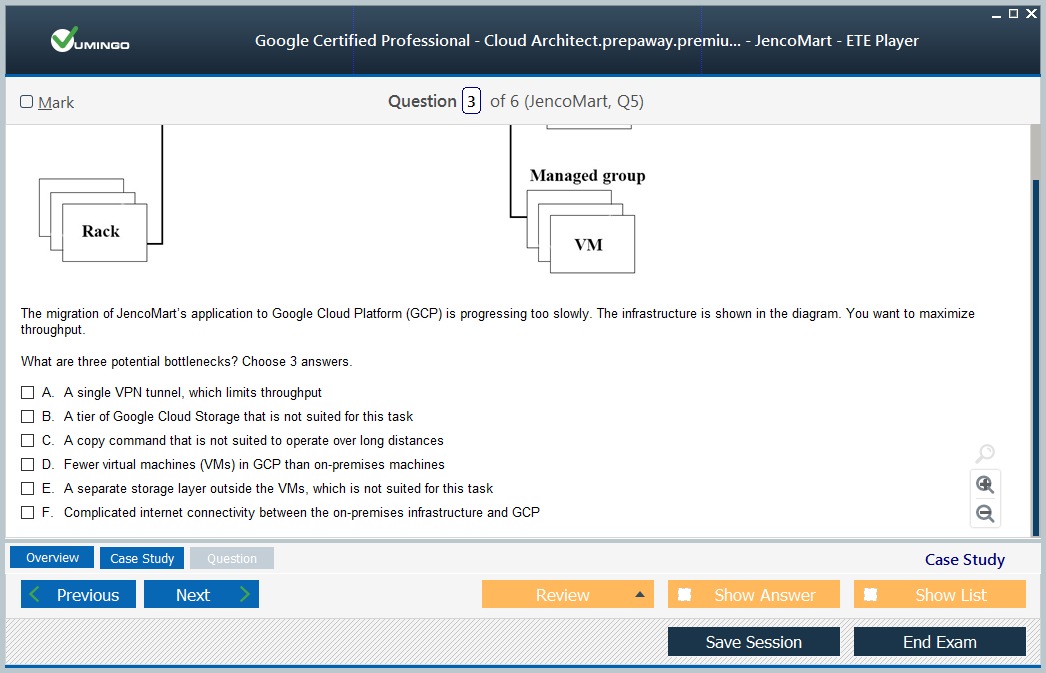 VUMINGO
Google Certified Professional - Cloud Architect.prepaway.premiu... - JencoMart - ETE Player
Mark
Question 3 of 6 (JencoMart, Q5)
Managed group
Rack
VM
The migration of JencoMart's application to Google Cloud Platform (GCP) is progressing too slowly. The infrastructure is shown in the diagram. You want to maximize
throughput.
What are three potential bottlenecks? Choose 3 answers.
A. A single VPN tunnel, which limits throughput
B. A tier of Google Cloud Storage that is not suited for this task
C. A copy command that is not suited to operate over long distances
D. Fewer virtual machines (VMs) in GCP than on-premises machines
E. A separate storage layer outside the VMs, which is not suited for this task
F. Complicated internet connectivity between the on-premises infrastructure and GCP
Overview Case Study Question Case Study
Previous Next Review Show Answer Show List
Save Session End Exam